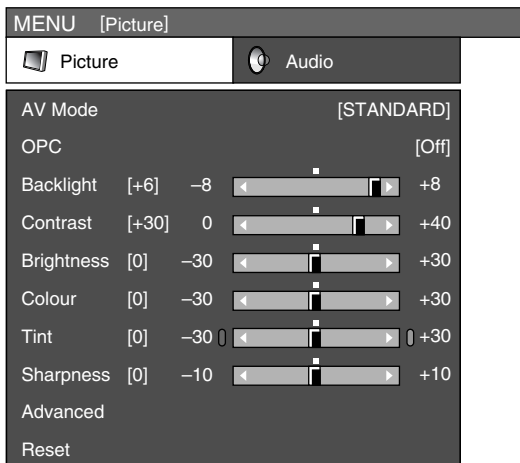 MENU [Picture]
Picture Audio
AV Mode [STANDARD]
OPC [Off]
Backlight [+6] –8 +8
Contrast [+30] 0 +40
Brightness [0] –30 +30
Colour [0] –30 +30
Tint [0] –30 +30
Sharpness [0] –10 +10
Advanced
Reset